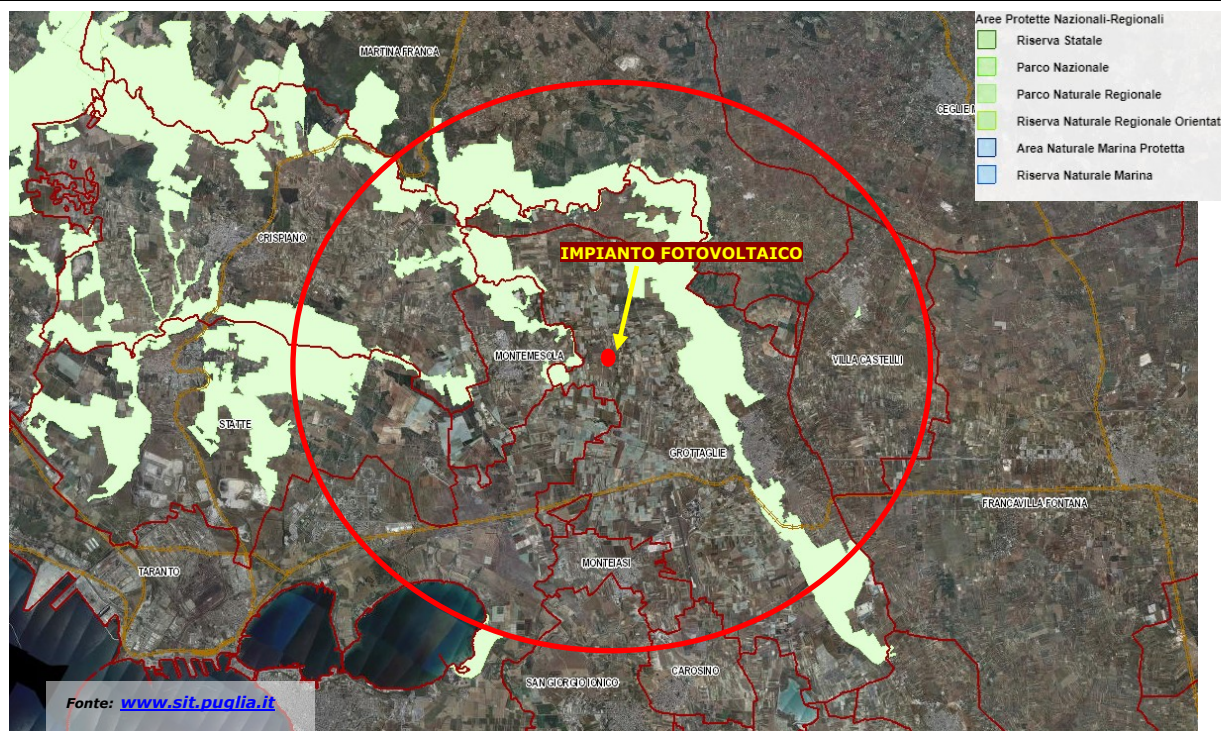 Aree Protette Nazionali-Regionali
Riserva Statale
Parco Nazionale
Parco Naturale Regionale
Riserva Naturale Regionale Orientat
Area Naturale Marina Protetta
Riserva Naturale Marina
MARTINA FRANCA
CEGLIE M
CRISPIANO
IMPIANTO FOTOVOLTAICO
MONTEMESOLA
VILLA CASTELLI
STATTE
GROTTAGLIE
FRANCAVILLA FONTANA
MONTEIASI
TARANTO
CAROSINO
SAN GIORGIO IONICO
Fonte: www.sit.puglia.it